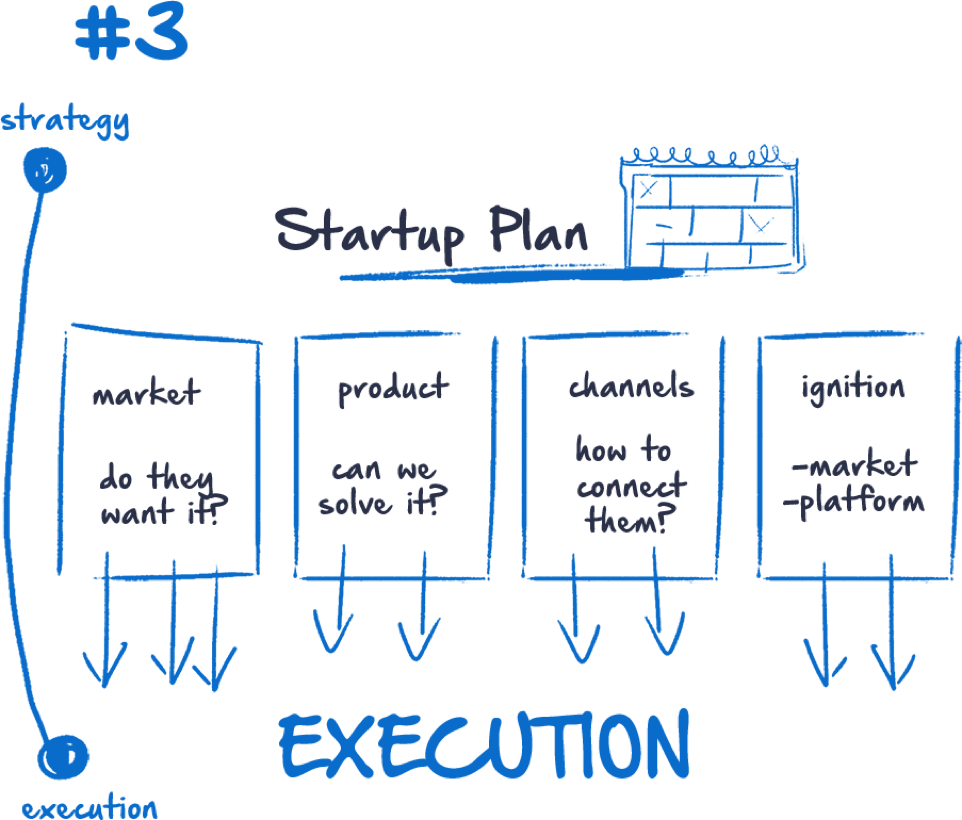 #3
strategy
Startup Plan
market
do they
want it?
product
can we
solve it?
channels
how to
connect
them?
ignition
-market
-platform
EXECUTION
execution